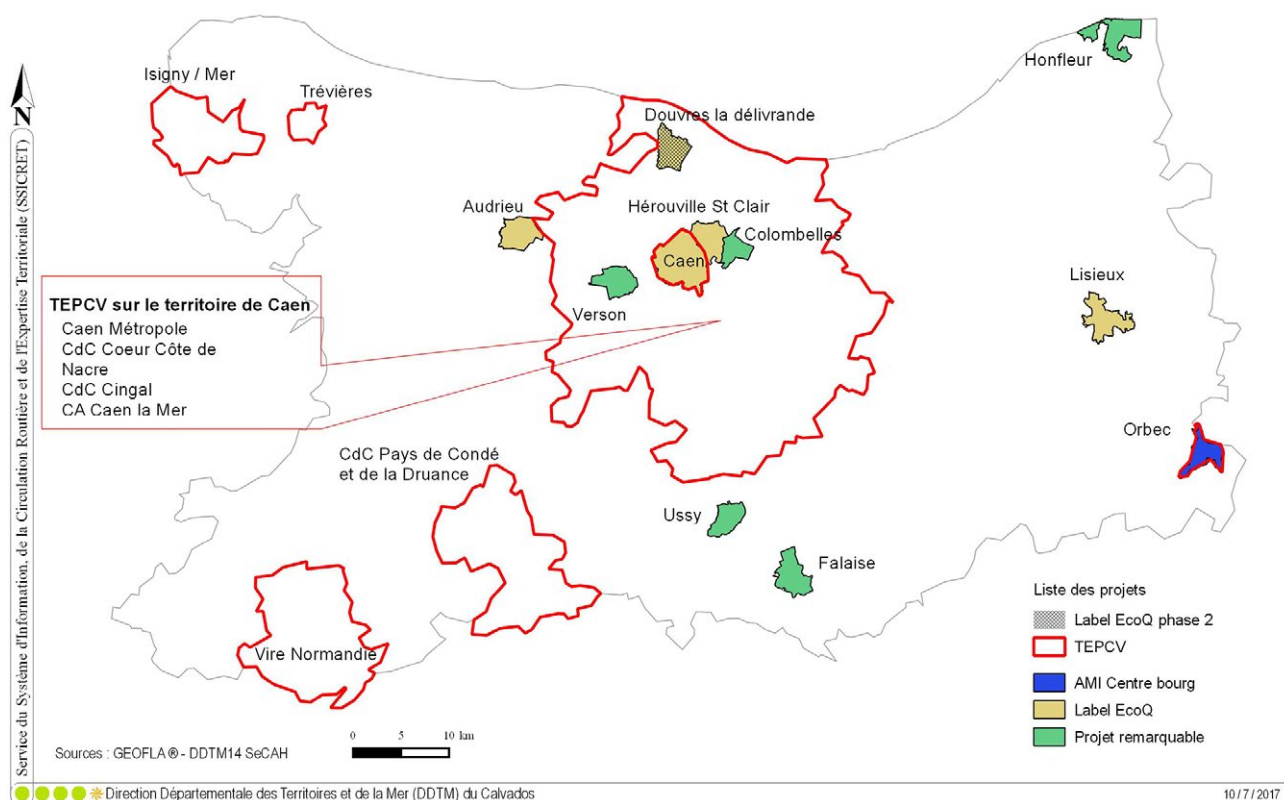 Isigny / Mer
Trévières
Honfleur
Douvres la délivrande
Audrieu
Hérouville St Clair
Colombelles
Caen
Verson
Lisieux
TEPCV sur le territoire de Caen
Caen Métropole
CdC Coeur Côte de
Nacre
CdC Cingal
CA Caen la Mer
Orbec
CdC Pays de Condé
et de la Druance
Ussy
Falaise
Vire Normandie
Liste des projets
Label EcoQ phase 2
TEPCV
AMI Centre bourg
Label EcoQ
Projet remarquable
0 5 10 km
Sources : GEOFLA® - DDTM14 SeCAH
N
Service du Système d'Information, de la Circulation Routière et de l'Expertise Territoriale (SSICRET)
Direction Départementale des Territoires et de la Mer (DDTM) du Calvados
10/7/2017